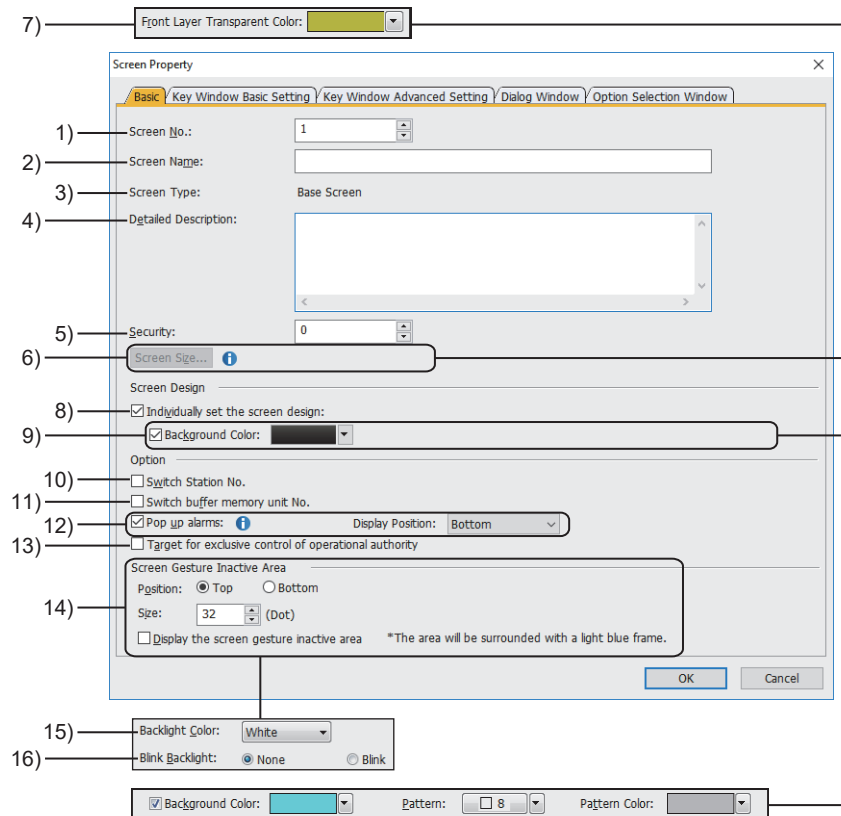 7) Front Layer Transparent Color:
Screen Property
Basic Key Window Basic Setting Key Window Advanced Setting Dialog Window Option Selection Window
1) Screen No.: 1
2) Screen Name:
3) Screen Type: Base Screen
4) Detailed Description:
5) Security: 0
6) Screen Size...
Screen Design
8) Individually set the screen design:
9) Background Color:
Option
10) Switch Station No.
11) Switch buffer memory unit No.
12) Pop up alarms: Display Position: Bottom
13) Target for exclusive control of operational authority
Screen Gesture Inactive Area
Position: Top Bottom
14) Size: 32 (Dot)
Display the screen gesture inactive area *The area will be surrounded with a light blue frame.
OK Cancel
15) Backlight Color: White
16) Blink Backlight: None Blink
Background Color: Pattern: 8 Pattern Color: